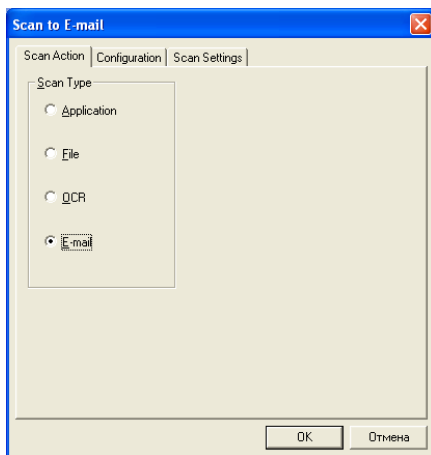 Scan to E-mail
Scan Action Configuration Scan Settings
Scan Type
Application
File
OCR
E-mail
OK Отмена